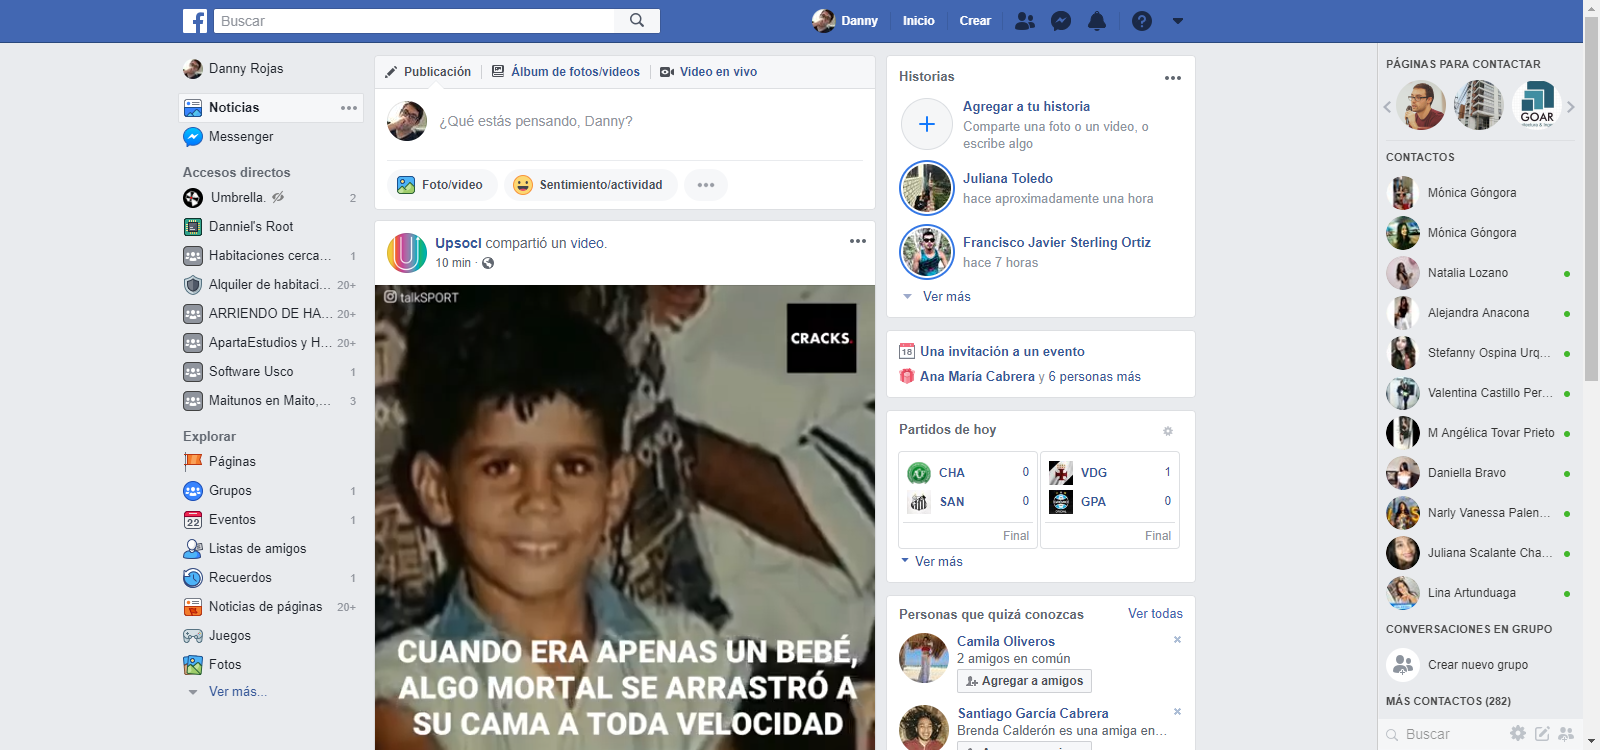 Buscar
Danny
Inicio
Crear
Danny Rojas
Noticias
Messenger
Accesos directos
Umbrella.
2
Danniel's Root
Habitaciones cerca...
1
Alquiler de habitaci...
20+
ARRIENDO DE HA...
20+
ApartaEstudios y H...
20+
Software Usco
1
Maitunos en Maito,...
3
Explorar
Páginas
Grupos
1
Eventos
1
22
Listas de amigos
Recuerdos
1
Noticias de páginas
20+
Juegos
Fotos
Ver más...
Publicación
Álbum de fotos/videos
Video en vivo
¿Qué estás pensando, Danny?
Foto/video
Sentimiento/actividad
Upsocl compartió un video.
10 min ·
talkSPORT
CRACKS.
CUANDO ERA APENAS UN BEBÉ,
ALGO MORTAL SE ARRASTRÓ A
SU CAMA A TODA VELOCIDAD
Historias
Agregar a tu historia
Comparte una foto o un video, o
escribe algo
Juliana Toledo
hace aproximadamente una hora
Francisco Javier Sterling Ortiz
hace 7 horas
Ver más
18
Una invitación a un evento
Ana María Cabrera y 6 personas más
Partidos de hoy
CHA 0
SAN 0
Final
VDG 1
GPA 0
Final
Ver más
Personas que quizá conozcas
Ver todas
Camila Oliveros
2 amigos en común
Agregar a amigos
Santiago García Cabrera
Brenda Calderón es una amiga en...
PÁGINAS PARA CONTACTAR
GOAR
CONTACTOS
Mónica Góngora
Mónica Góngora
Natalia Lozano
Alejandra Anacona
Stefanny Ospina Urq...
Valentina Castillo Per...
M Angélica Tovar Prieto
Daniella Bravo
Narly Vanessa Palen...
Juliana Scalante Cha...
Lina Artunduaga
CONVERSACIONES EN GRUPO
Crear nuevo grupo
MÁS CONTACTOS (282)
Buscar